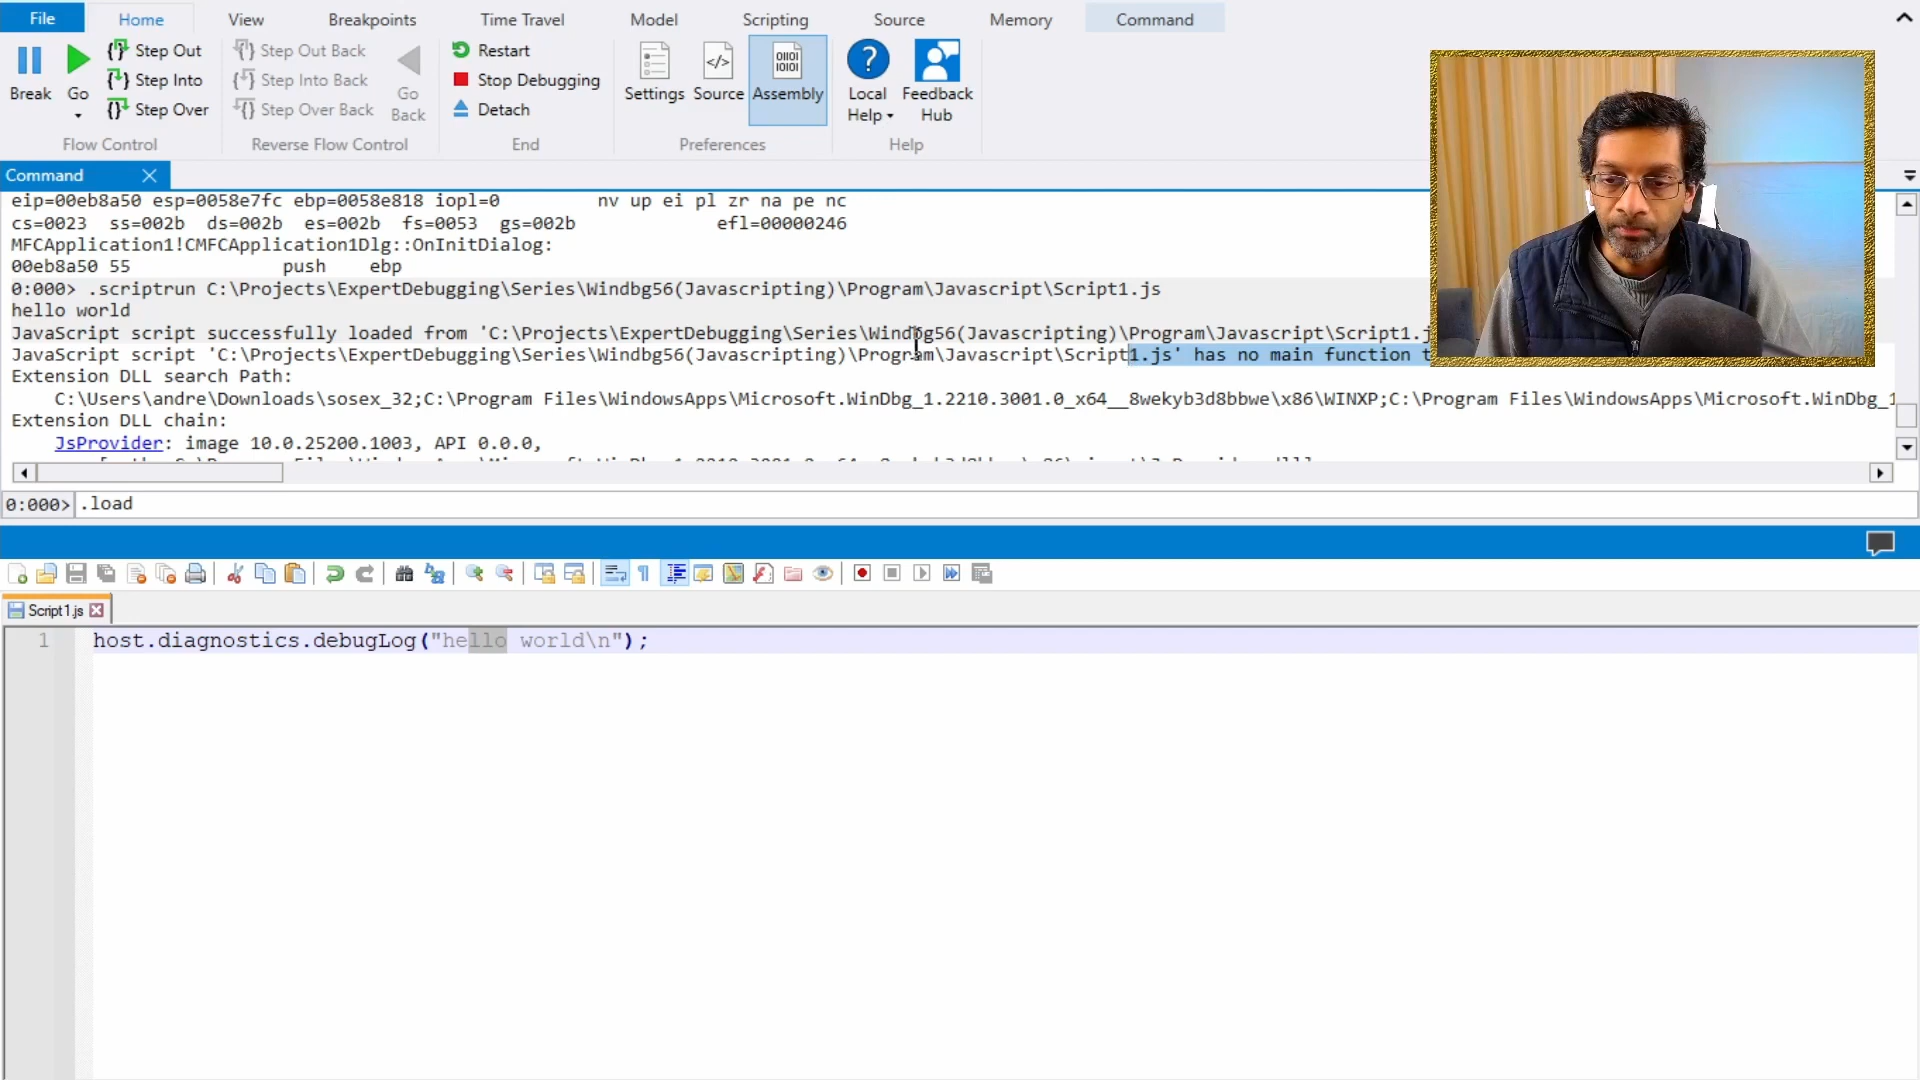 File Home View Breakpoints Time Travel Model Scripting Source Memory Command
Break
Go
Step Out
Step Into
Step Over
Step Out Back
Step Into Back
Step Over Back
Go Back
Restart
Stop Debugging
Detach
Settings
Source
Assembly
Local Help
Feedback Hub
Flow Control
Reverse Flow Control
End
Preferences
Help
Command
eip=00eb8a50 esp=0058e7fc ebp=0058e818 iopl=0 nv up ei pl zr na pe nc
cs=0023 ss=002b ds=002b es=002b fs=0053 gs=002b efl=00000246
MFCApplication1!CMFCApplication1Dlg::OnInitDialog:
00eb8a50 55 push ebp
0:000> .scriptrun C:\Projects\ExpertDebugging\Series\Windbg56(Javascripting)\Program\Javascript\Script1.js
hello world
JavaScript script successfully loaded from 'C:\Projects\ExpertDebugging\Series\Windbg56(Javascripting)\Program\Javascript\Script1.j
JavaScript script 'C:\Projects\ExpertDebugging\Series\Windbg56(Javascripting)\Program\Javascript\Script1.js' has no main function t
Extension DLL search Path:
C:\Users\andre\Downloads\sosex_32;C:\Program Files\WindowsApps\Microsoft.WinDbg_1.2210.3001.0_x64__8wekyb3d8bbwe\x86\WINXP;C:\Program Files\WindowsApps\Microsoft.WinDbg_1
Extension DLL chain:
JsProvider: image 10.0.25200.1003, API 0.0.0,
0:000> .load
Script1.js
1 host.diagnostics.debugLog("hello world\n");